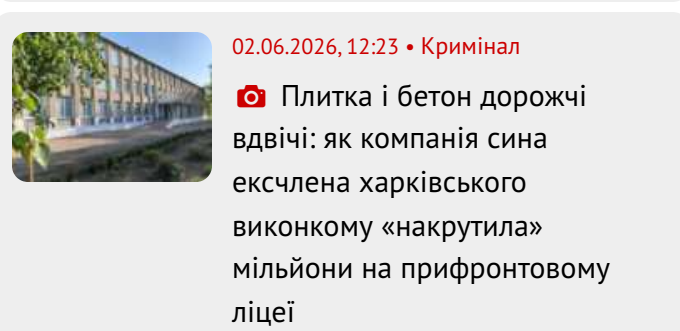 02.06.2026, 12:23 • Кримінал
Плитка і бетон дорожчі
вдвічі: як компанія сина
ексчлена харківського
виконкому «накрутила»
мільйони на прифронтовому
ліцеї